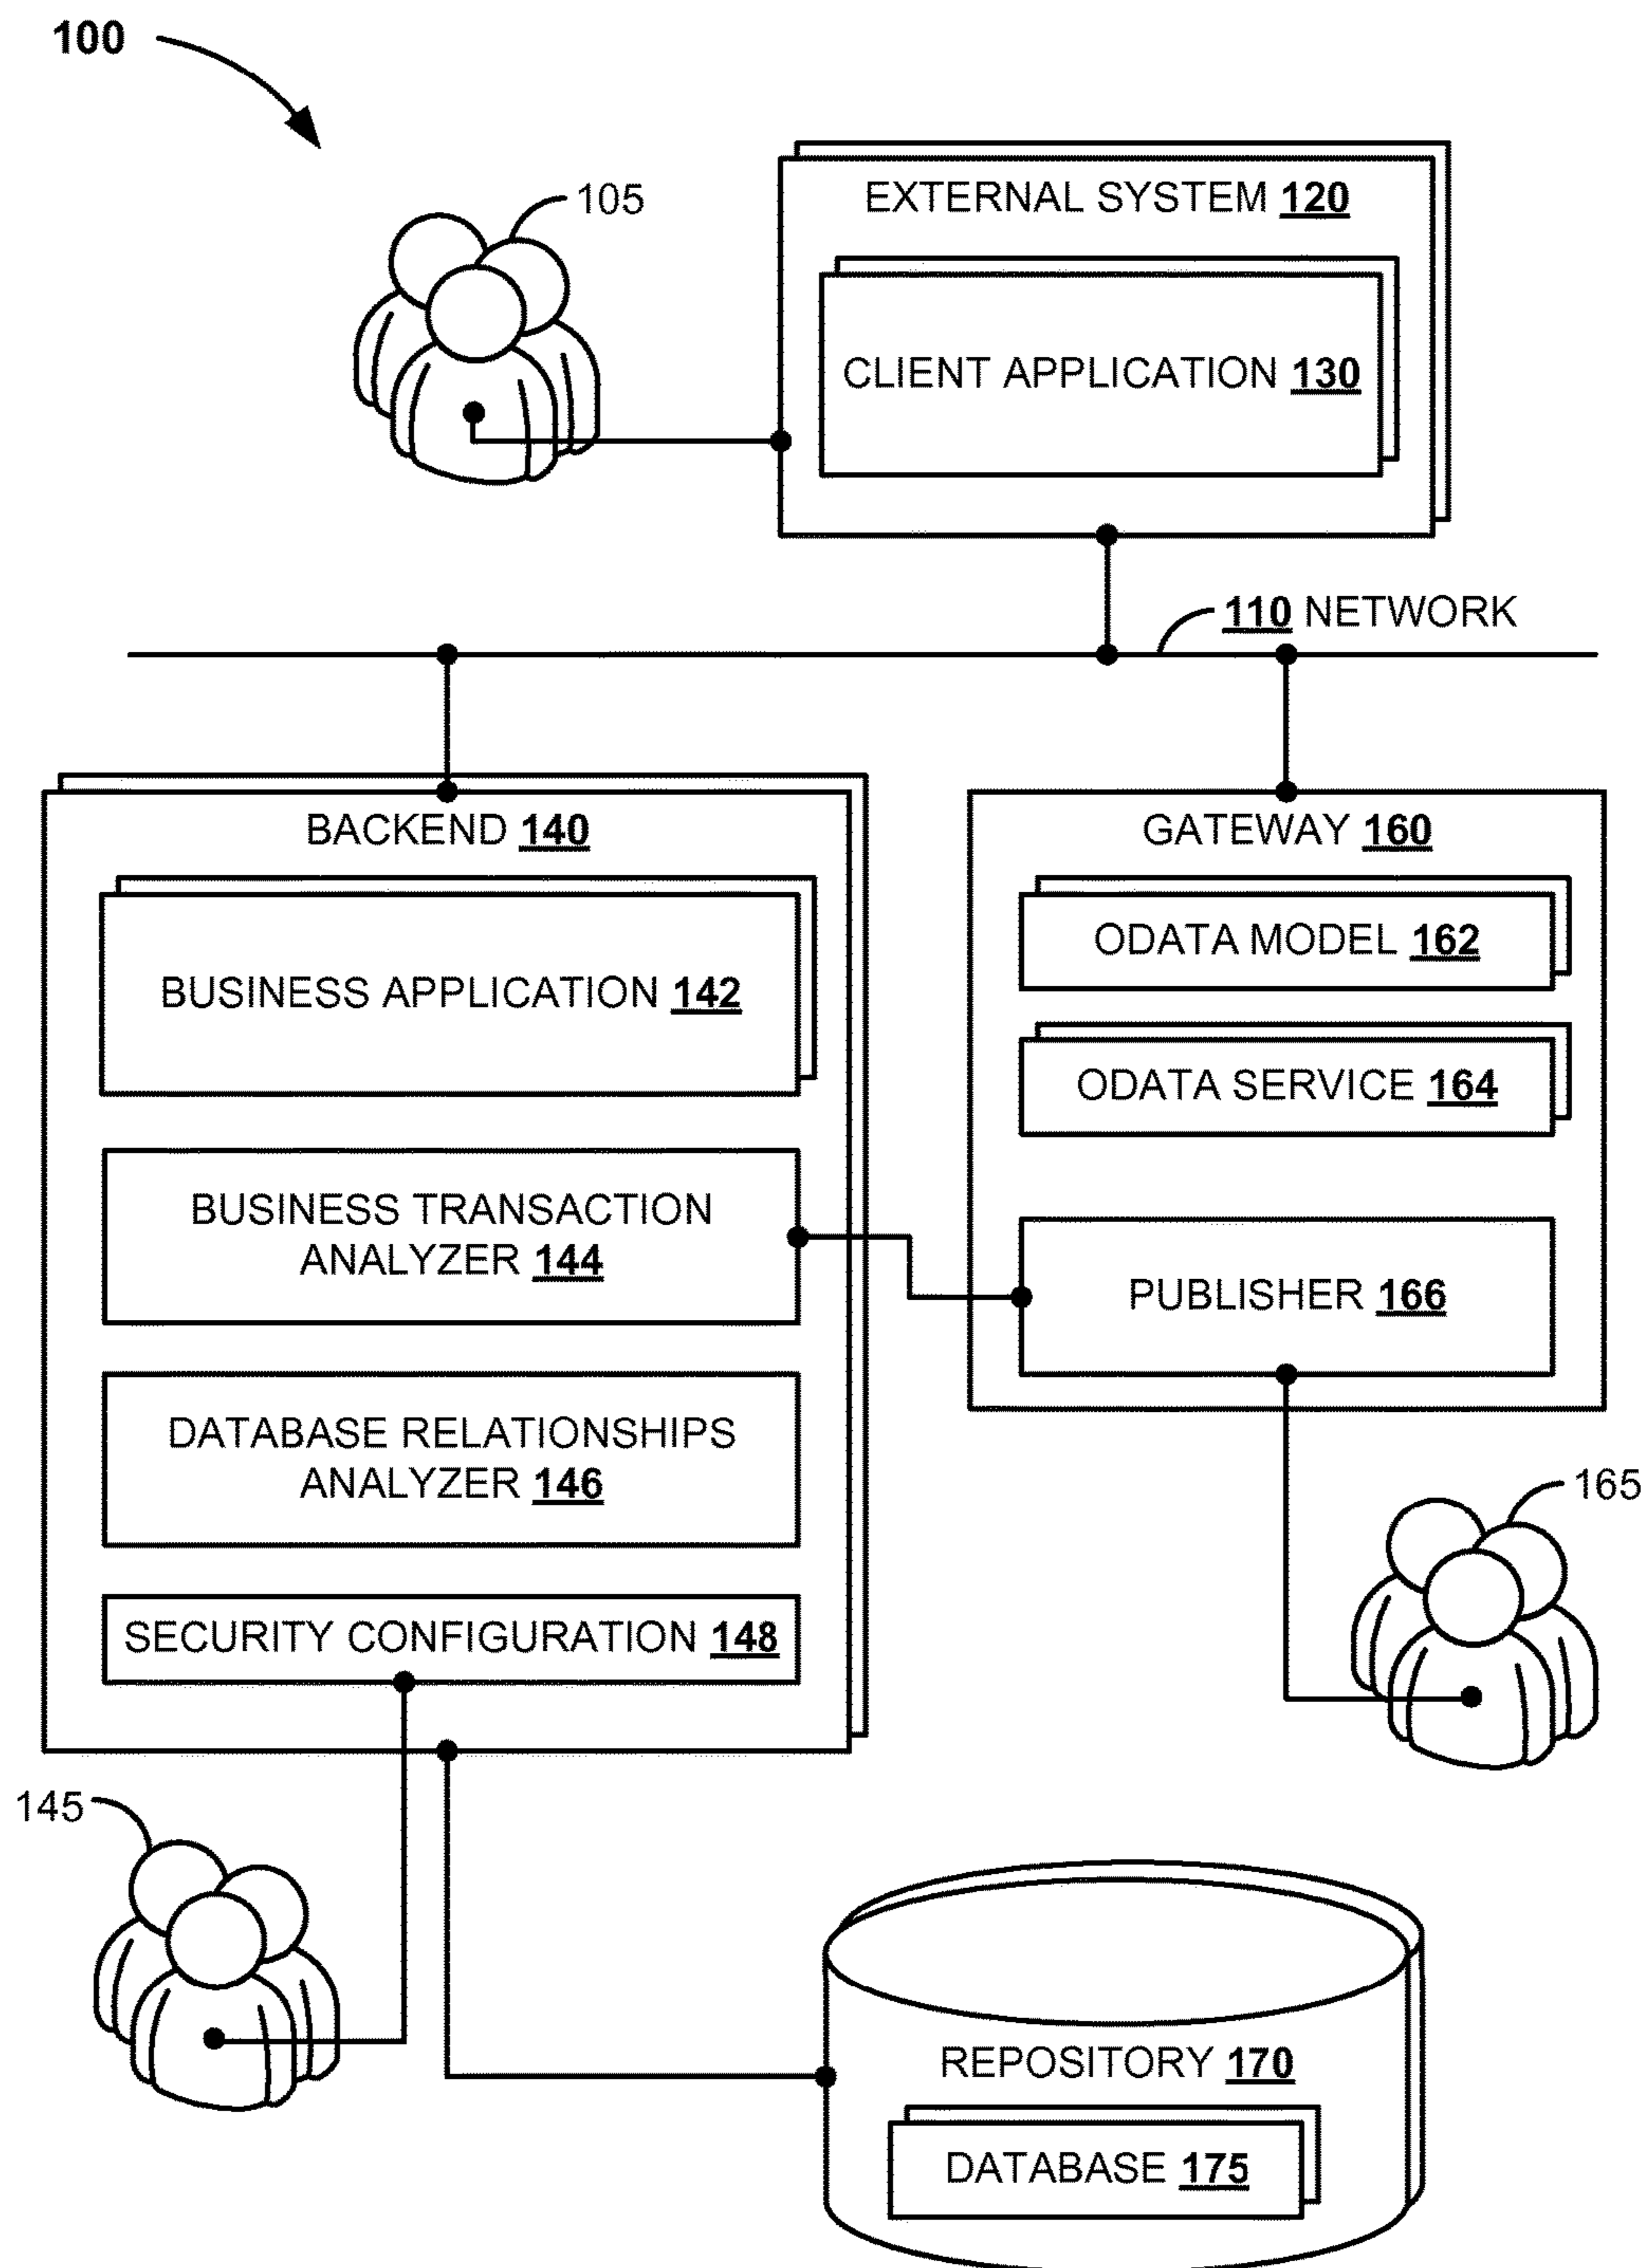 100
105
EXTERNAL SYSTEM 120
CLIENT APPLICATION 130
110 NETWORK
BACKEND 140
BUSINESS APPLICATION 142
BUSINESS TRANSACTION
ANALYZER 144
DATABASE RELATIONSHIPS
ANALYZER 146
SECURITY CONFIGURATION 148
GATEWAY 160
ODATA MODEL 162
ODATA SERVICE 164
PUBLISHER 166
165
145
REPOSITORY 170
DATABASE 175